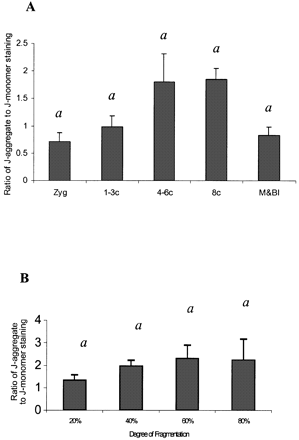 A
Ratio of J-aggregate to J-monomer staining
2.5
2
1.5
1
0.5
0
a
a
a
a
a
Zyg
1-3c
4-6c
8c
M&Bl
B
Ratio of J-aggregate
to J-monomer staining
4
3
2
1
0
a
a
a
a
20%
40%
60%
80%
Degree of Fragmentation